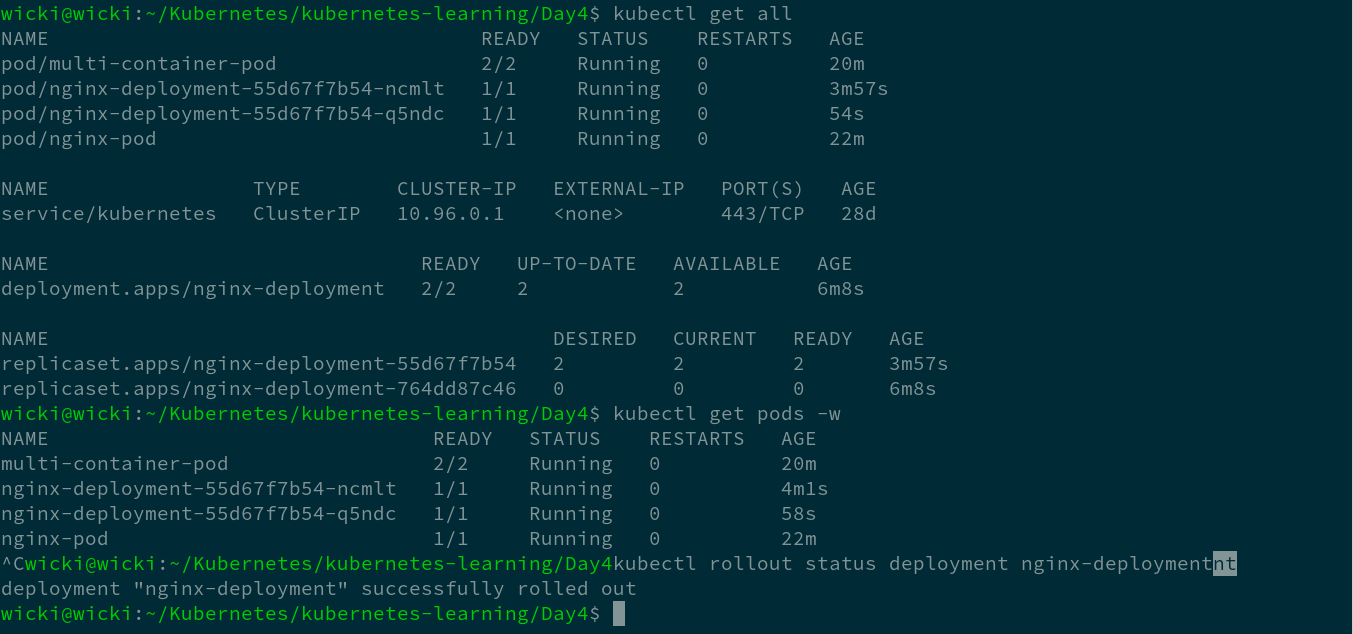 wicki@wicki:~/Kubernetes/kubernetes-learning/Day4$ kubectl get all
NAME                                    READY   STATUS    RESTARTS   AGE
pod/multi-container-pod                 2/2     Running   0          20m
pod/nginx-deployment-55d67f7b54-ncmlt   1/1     Running   0          3m57s
pod/nginx-deployment-55d67f7b54-q5ndc   1/1     Running   0          54s
pod/nginx-pod                           1/1     Running   0          22m

NAME                 TYPE        CLUSTER-IP   EXTERNAL-IP   PORT(S)   AGE
service/kubernetes   ClusterIP   10.96.0.1    <none>        443/TCP   28d

NAME                               READY   UP-TO-DATE   AVAILABLE   AGE
deployment.apps/nginx-deployment   2/2     2            2           6m8s

NAME                                          DESIRED   CURRENT   READY   AGE
replicaset.apps/nginx-deployment-55d67f7b54   2         2         2       3m57s
replicaset.apps/nginx-deployment-764dd87c46   0         0         0       6m8s
wicki@wicki:~/Kubernetes/kubernetes-learning/Day4$ kubectl get pods -w
NAME                                READY   STATUS    RESTARTS   AGE
multi-container-pod                 2/2     Running   0          20m
nginx-deployment-55d67f7b54-ncmlt   1/1     Running   0          4m1s
nginx-deployment-55d67f7b54-q5ndc   1/1     Running   0          58s
nginx-pod                           1/1     Running   0          22m
^Cwicki@wicki:~/Kubernetes/kubernetes-learning/Day4kubectl rollout status deployment nginx-deploymentnt
deployment "nginx-deployment" successfully rolled out
wicki@wicki:~/Kubernetes/kubernetes-learning/Day4$